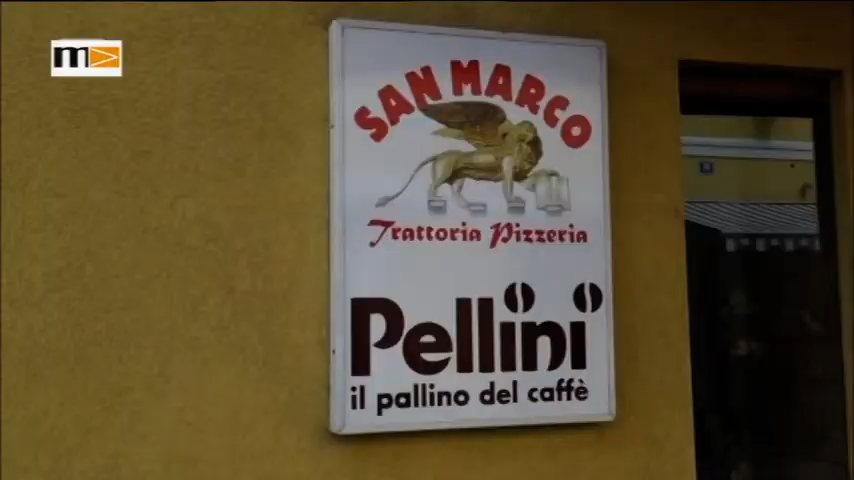 m
SAN MARCO
Trattoria Pizzeria
Pellini
il pallino del caffè